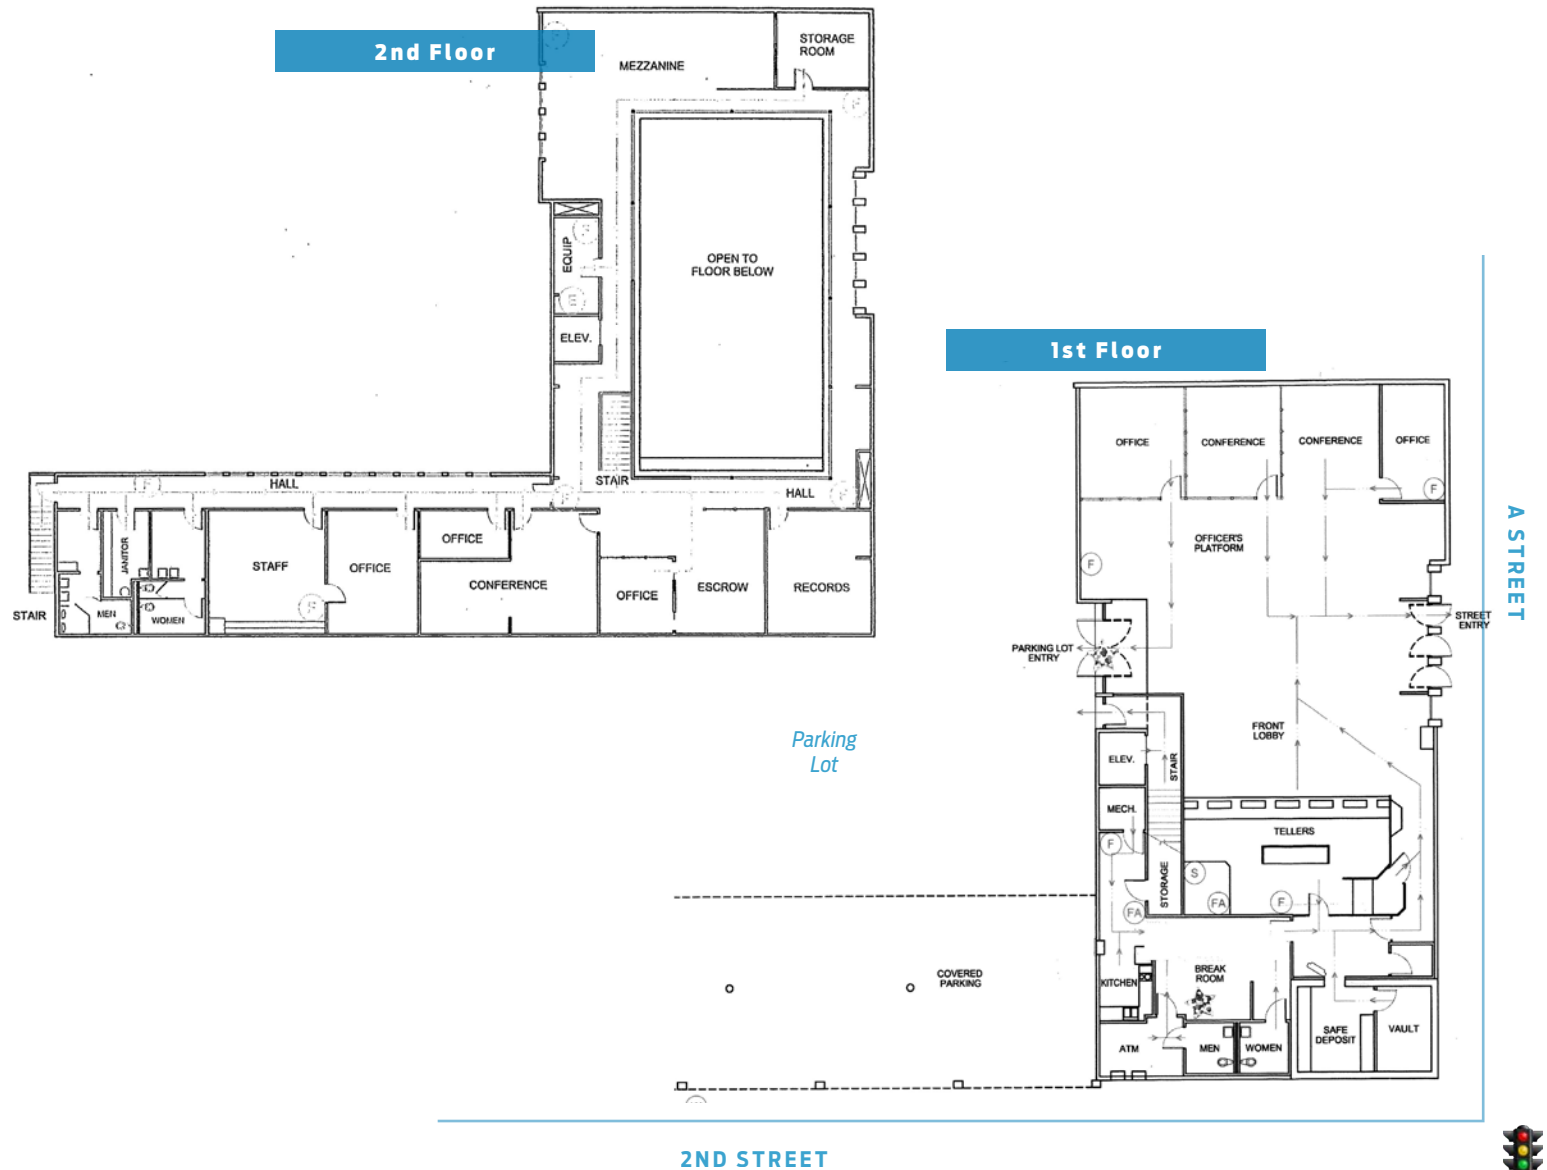 2nd Floor
MEZZANINE
STORAGE
ROOM
F
EQUIP
OPEN TO
FLOOR BELOW
ELEV.
STAIR
HALL
F
HALL
F
F
STAIR
MEN
JANITOR
WOMEN
STAFF
F
OFFICE
OFFICE
CONFERENCE
OFFICE
ESCROW
RECORDS
1st Floor
OFFICE
CONFERENCE
CONFERENCE
OFFICE
F
OFFICER'S
PLATFORM
F
A STREET
STREET
ENTRY
PARKING LOT
ENTRY
FRONT
LOBBY
Parking
Lot
ELEV.
STAIR
MECH.
F
TELLERS
S
STORAGE
FA
FA
F
COVERED
PARKING
KITCHEN
BREAK
ROOM
ATM
MEN
WOMEN
SAFE
DEPOSIT
VAULT
2ND STREET